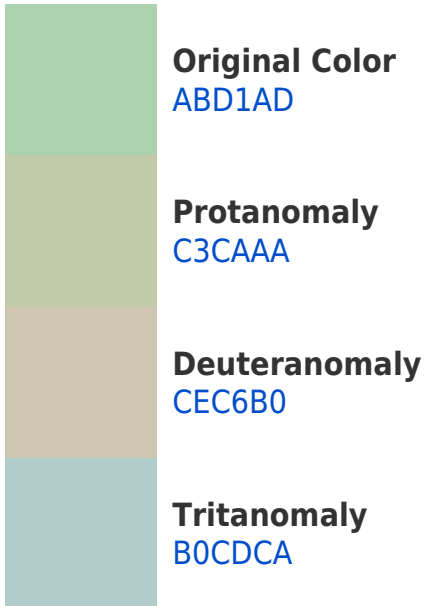 Original Color
ABD1AD
Protanomaly
C3CAAA
Deuteranomaly
CEC6B0
Tritanomaly
B0CDCA